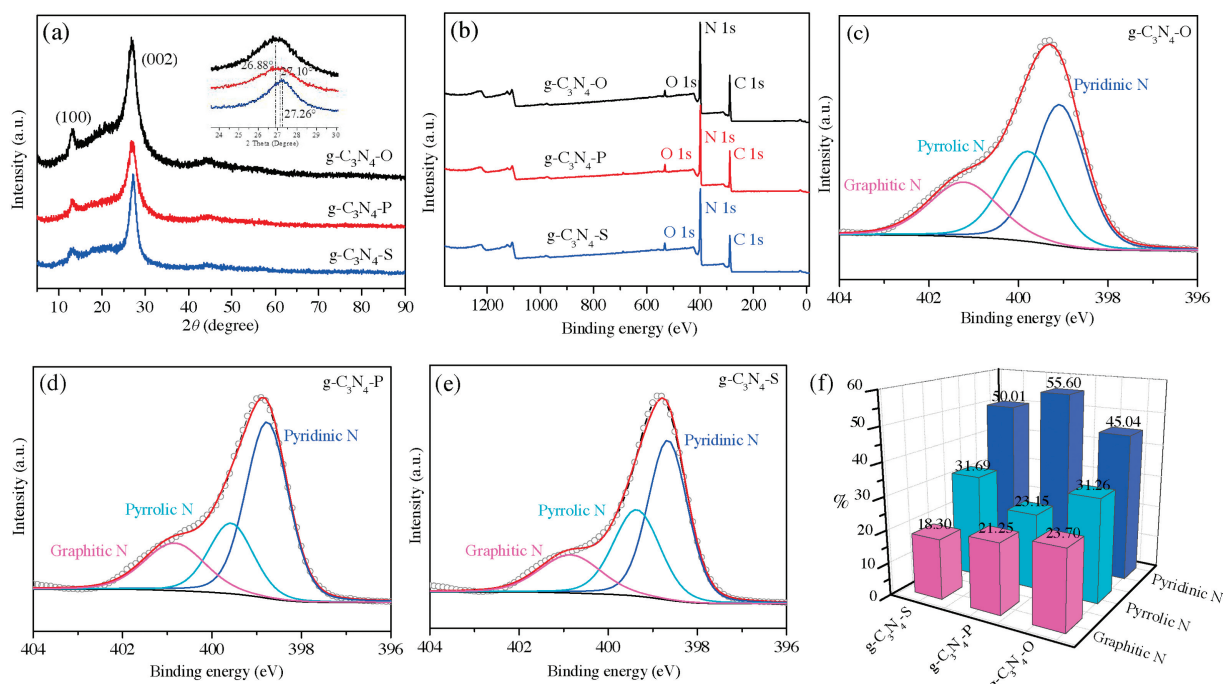 (a)
(002)
(100)
26.88°
27.10°
27.26°
24 25 26 27 28 29 30
2 Theta (Degree)
g-C₃N₄-O
g-C₃N₄-P
g-C₃N₄-S
Intensity (a.u.)
10 20 30 40 50 60 70 80 90
2θ (degree)
(b)
N 1s
g-C₃N₄-O
O 1s
C 1s
N 1s
g-C₃N₄-P
O 1s
C 1s
N 1s
g-C₃N₄-S
O 1s
C 1s
Intensity (a.u.)
1200 1000 800 600 400 200 0
Binding energy (eV)
(c)
g-C₃N₄-O
Pyridinic N
Pyrrolic N
Graphitic N
Intensity (a.u.)
404 402 400 398 396
Binding energy (eV)
(d)
g-C₃N₄-P
Pyridinic N
Pyrrolic N
Graphitic N
Intensity (a.u.)
404 402 400 398 396
Binding energy (eV)
(e)
g-C₃N₄-S
Pyridinic N
Pyrrolic N
Graphitic N
Intensity (a.u.)
404 402 400 398 396
Binding energy (eV)
(f)
60
50
40
30
20
10
0
%
50.01
55.60
45.04
31.69
23.15
31.26
18.30
21.25
23.70
g-C₃N₄-S
g-C₃N₄-P
g-C₃N₄-O
Pyridinic N
Pyrrolic N
Graphitic N